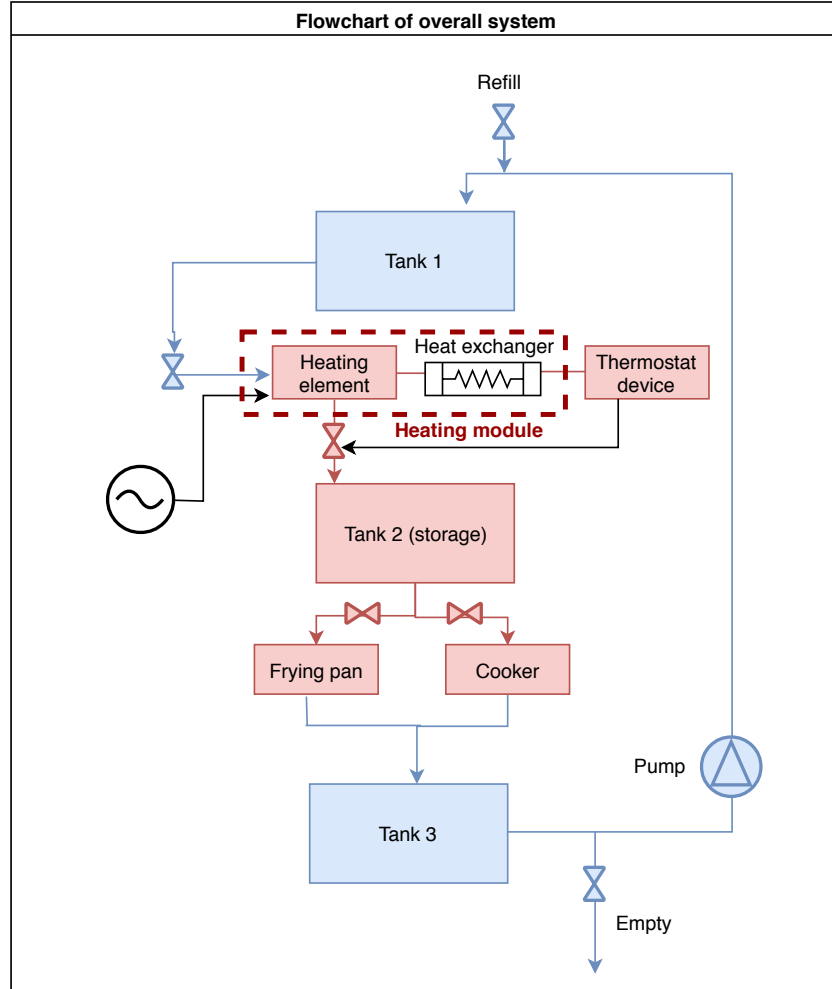 Flowchart of overall system
Refill
Tank 1
Heating
element
Heat exchanger
Thermostat
device
Heating module
Tank 2 (storage)
Frying pan
Cooker
Pump
Tank 3
Empty